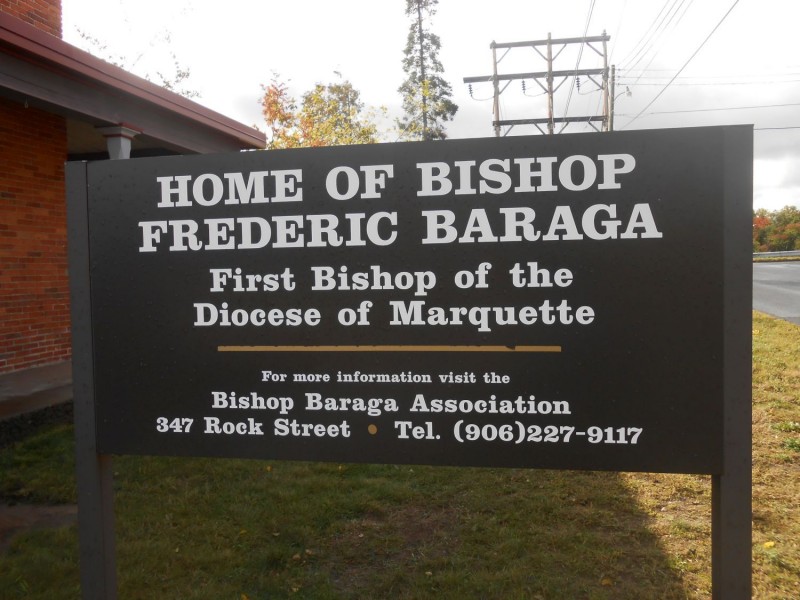 HOME OF BISHOP
FREDERIC BARAGA
First Bishop of the
Diocese of Marquette
For more information visit the
Bishop Baraga Association
347 Rock Street • Tel. (906)227-9117